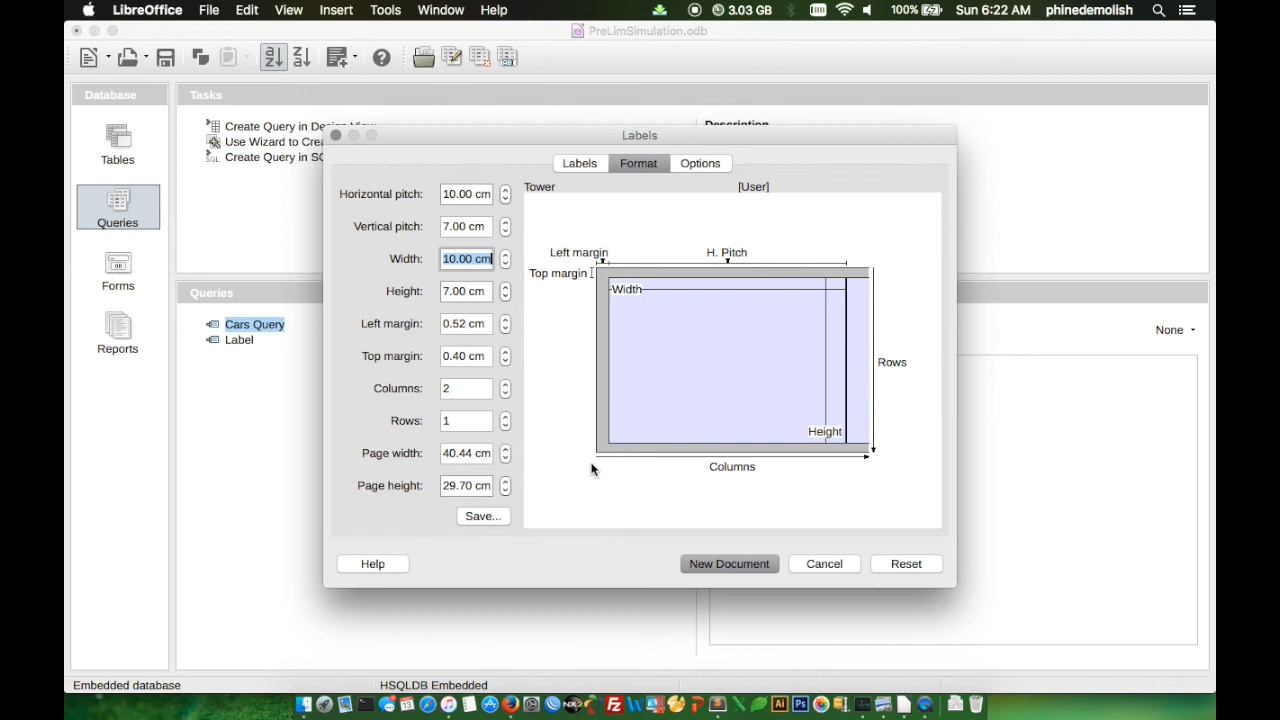 LibreOffice File Edit View Insert Tools Window Help 3.03 GB 100% Sun 6:22 AM phinedemolish
PreLimSimulation.odb
Database
Tasks
Create Query in Design View...
Use Wizard to Crea
Create Query in SQ
Description
Tables
Queries
Forms
Reports
Queries
Cars Query
Label
None
Labels
Labels Format Options
Horizontal pitch: 10.00 cm
Vertical pitch: 7.00 cm
Width: 10.00 cm
Height: 7.00 cm
Left margin: 0.52 cm
Top margin: 0.40 cm
Columns: 2
Rows: 1
Page width: 40.44 cm
Page height: 29.70 cm
Save...
Tower [User]
Left margin H. Pitch
Top margin
Width
Rows
Height
Columns
Help New Document Cancel Reset
Embedded database HSQLDB Embedded